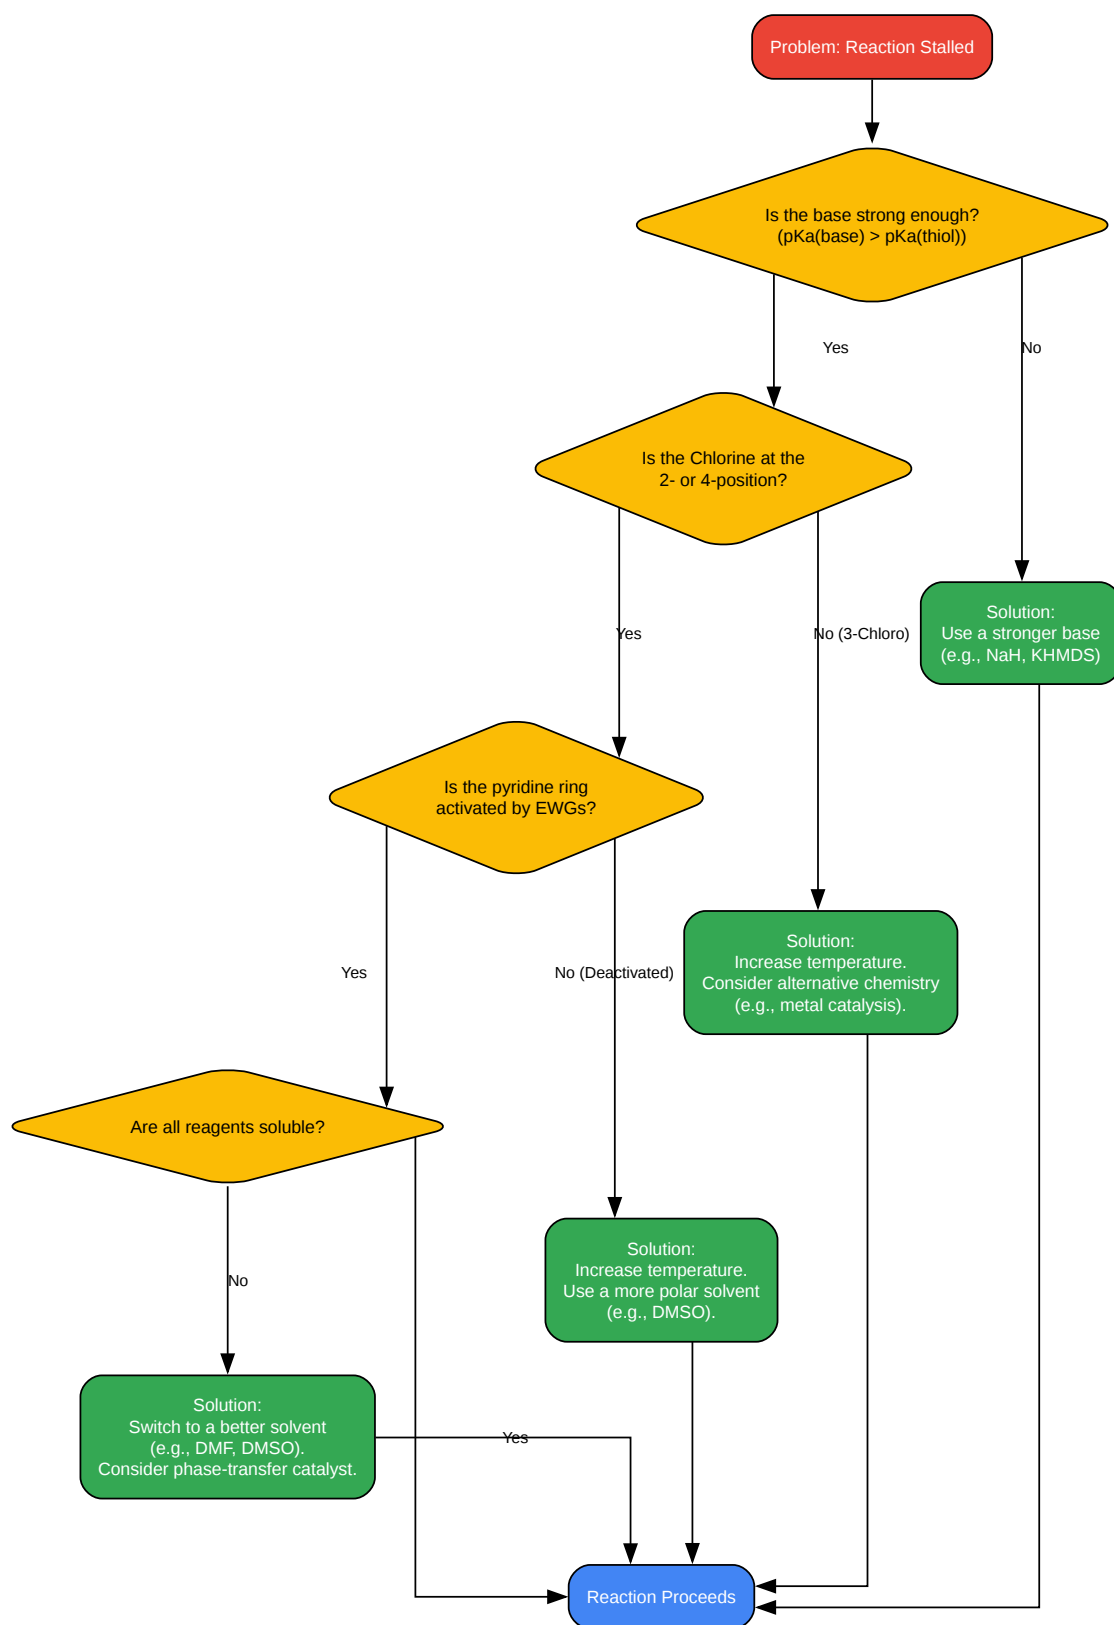 Problem: Reaction Stalled
Is the base strong enough?
(pKa(base) > pKa(thiol))
Yes
No
Is the Chlorine at the
2- or 4-position?
Solution:
Use a stronger base
(e.g., NaH, KHMDS)
Yes
No (3-Chloro)
Is the pyridine ring
activated by EWGs?
Solution:
Increase temperature.
Consider alternative chemistry
(e.g., metal catalysis).
Yes
No (Deactivated)
Are all reagents soluble?
Solution:
Increase temperature.
Use a more polar solvent
(e.g., DMSO).
No
Solution:
Switch to a better solvent
(e.g., DMF, DMSO).
Consider phase-transfer catalyst.
Yes
Reaction Proceeds